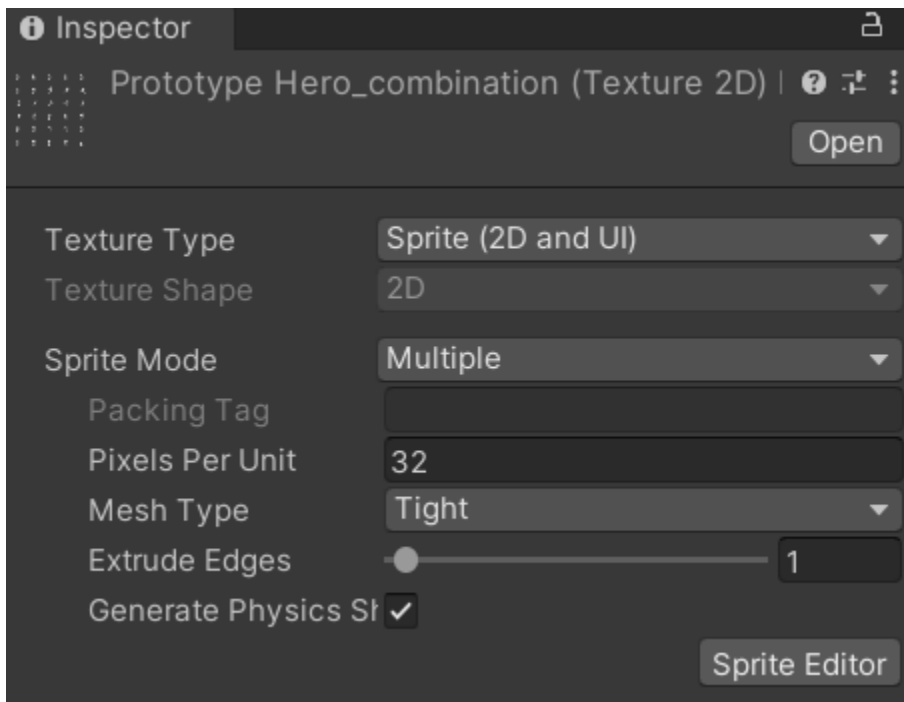 Inspector
Prototype Hero_combination (Texture 2D)
Open
Texture Type Sprite (2D and UI)
Texture Shape 2D
Sprite Mode Multiple
Packing Tag
Pixels Per Unit 32
Mesh Type Tight
Extrude Edges 1
Generate Physics Sh
Sprite Editor